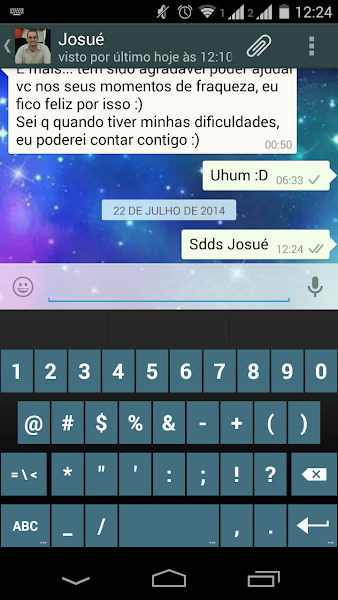 12:24
Josué
visto por último hoje às 12:10
E mais... tem sido agradável poder ajudar
vc nos seus momentos de fraqueza, eu
fico feliz por isso :)
Sei q quando tiver minhas dificuldades,
eu poderei contar contigo :)
00:50
Uhum :D 06:33
22 DE JULHO DE 2014
Sdds Josué 12:24
1 2 3 4 5 6 7 8 9 0
@ # $ % & - + ( )
= \ < * " ' : ; ! ?
ABC _ / , .